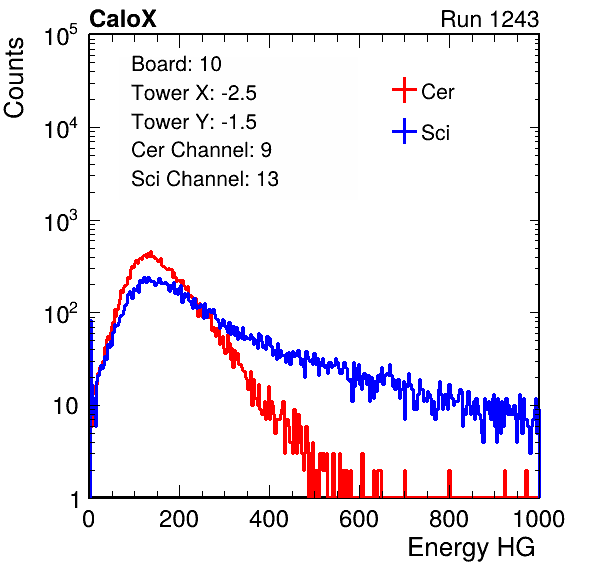 CaloX Run 1243
Counts
Board: 10
Tower X: -2.5
Tower Y: -1.5
Cer Channel: 9
Sci Channel: 13
Cer
Sci
10^5
10^4
10^3
10^2
10
1
0 200 400 600 800 1000
Energy HG